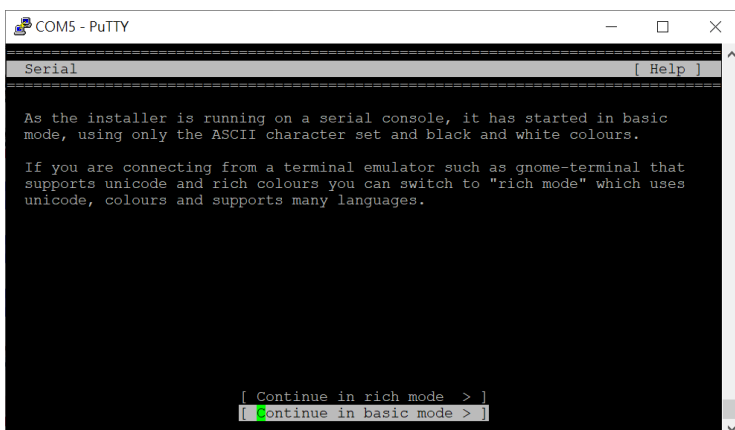 COM5 - PuTTY
================================================================================
Serial [ Help ]
================================================================================
As the installer is running on a serial console, it has started in basic
mode, using only the ASCII character set and black and white colours.
If you are connecting from a terminal emulator such as gnome-terminal that
supports unicode and rich colours you can switch to "rich mode" which uses
unicode, colours and supports many languages.
[ Continue in rich mode  > ]
[ Continue in basic mode > ]